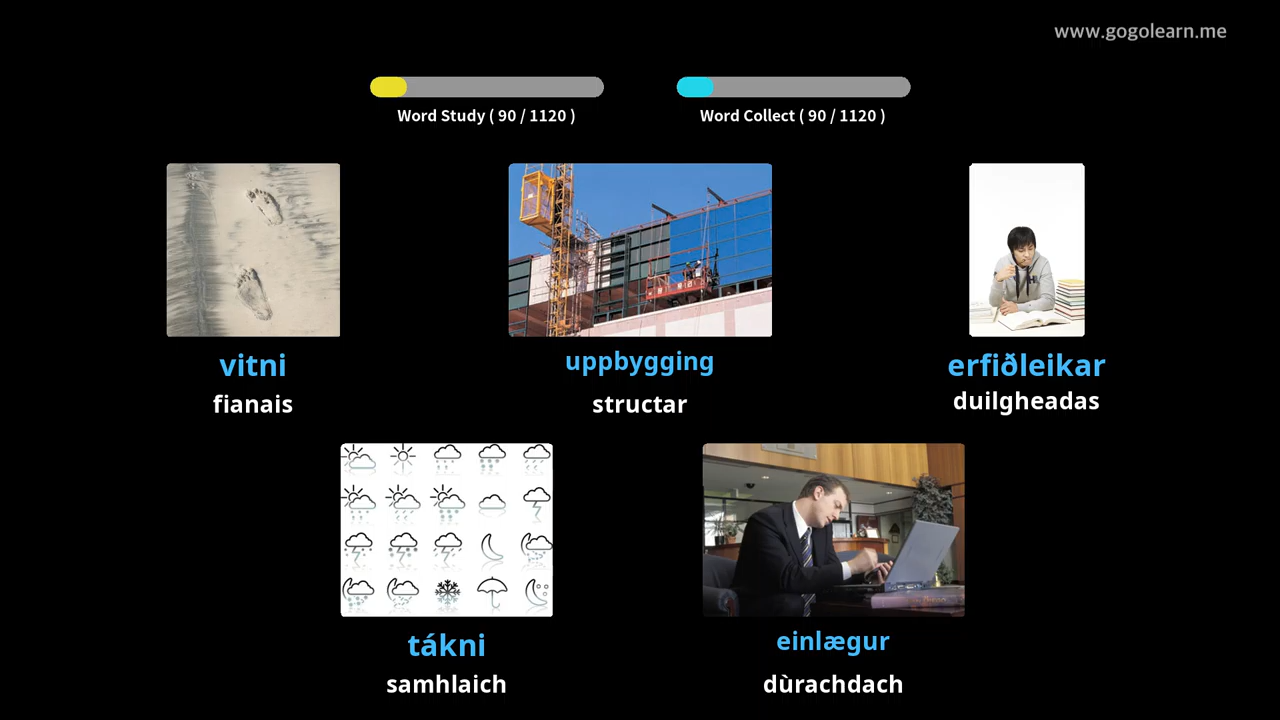 www.gogolearn.me
Word Study ( 90 / 1120 )
Word Collect ( 90 / 1120 )
vitni
fianais
uppbygging
structar
erfiðleikar
duilgheadas
tákni
samhlaich
einlægur
dùrachdach